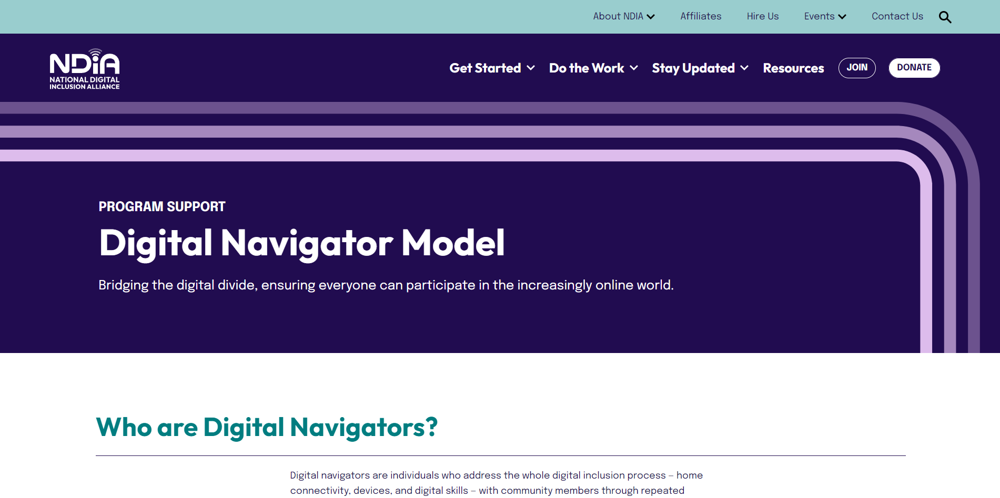 About NDIA
Affiliates
Hire Us
Events
Contact Us
NDiA
NATIONAL DIGITAL
INCLUSION ALLIANCE
Get Started
Do the Work
Stay Updated
Resources
JOIN
DONATE
PROGRAM SUPPORT
Digital Navigator Model
Bridging the digital divide, ensuring everyone can participate in the increasingly online world.
Who are Digital Navigators?
Digital navigators are individuals who address the whole digital inclusion process – home
connectivity, devices, and digital skills – with community members through repeated